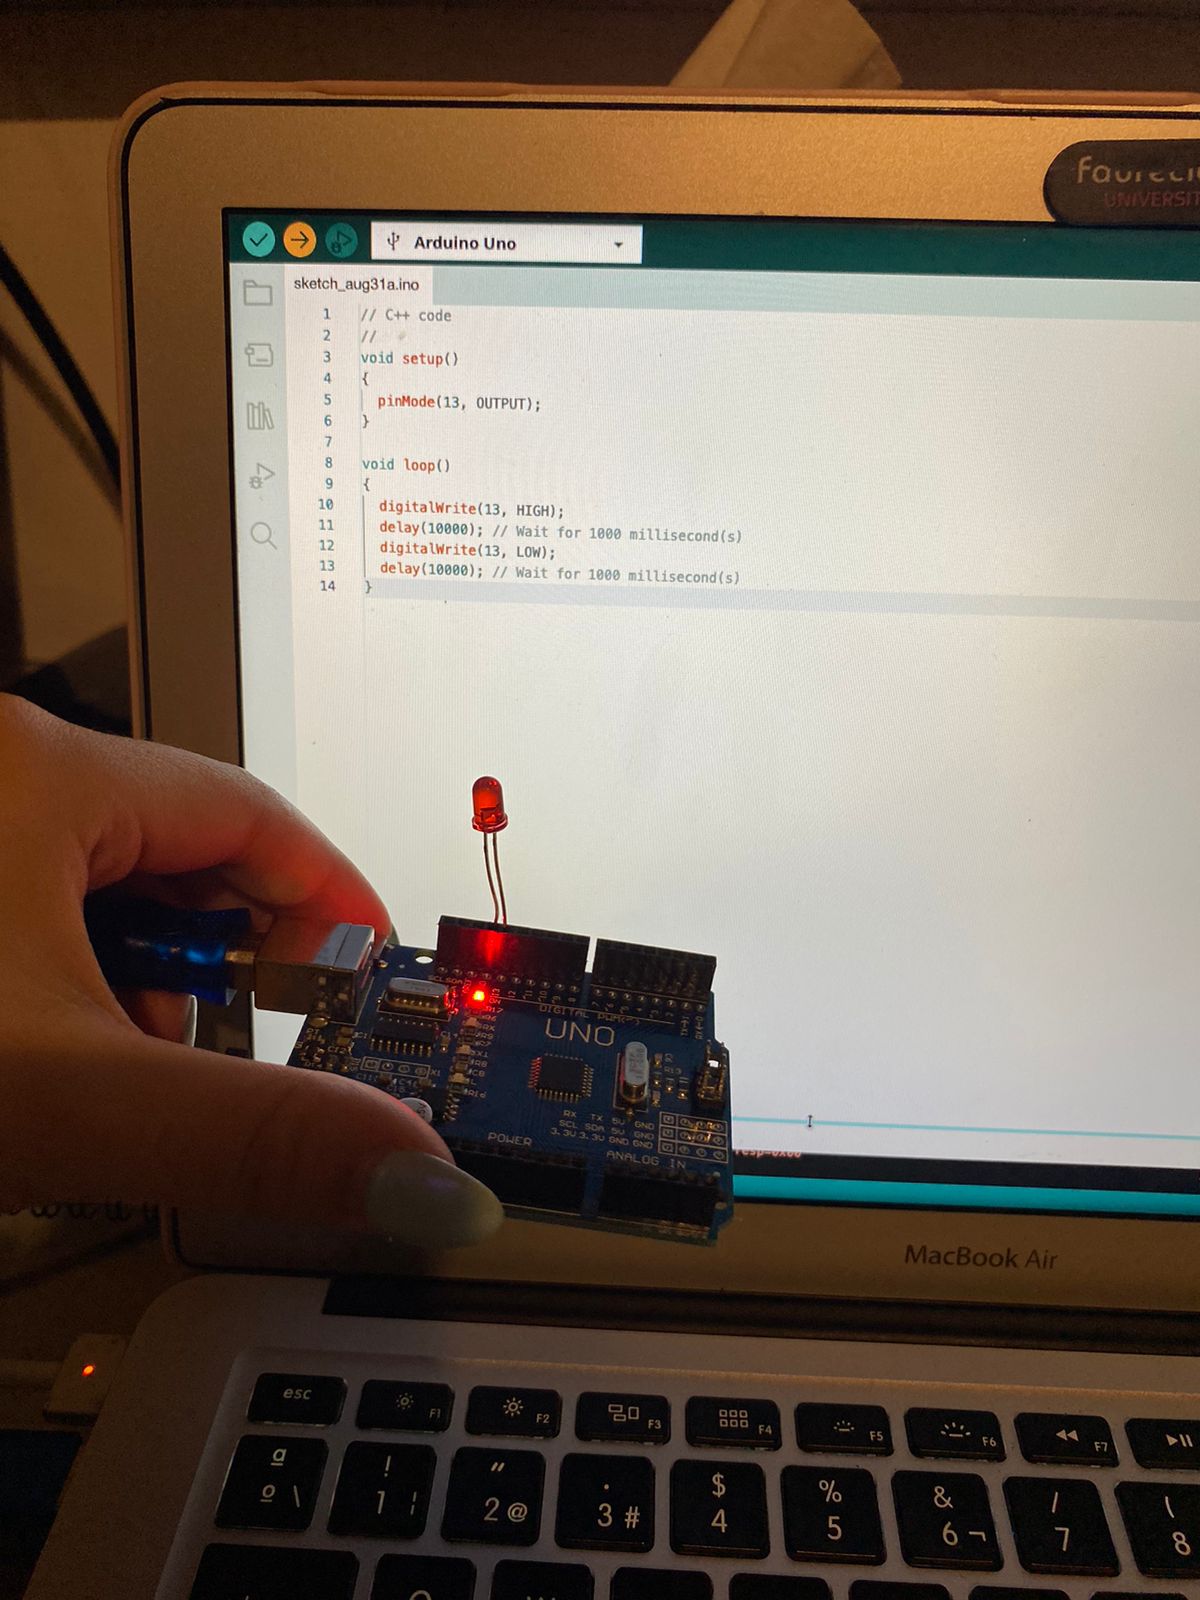 UNIVERSIT
Arduino Uno
sketch_aug31a.ino
1 // C++ code
2 //
3 void setup()
4 {
5 pinMode(13, OUTPUT);
6 }
7
8 void loop()
9 {
10 digitalWrite(13, HIGH);
11 delay(10000); // Wait for 1000 millisecond(s)
12 digitalWrite(13, LOW);
13 delay(10000); // Wait for 1000 millisecond(s)
14 }
DIGITAL
UNO
RX TX 5V GND
SCL SDA 5V GND
3.3V 3.3V GND GND
POWER
ANALOG IN
resp=0x00
MacBook Air
esc F1 F2 F3 F4 F5 F6 F7
ª ! " · $ % & / (
º \ 1 ¦ 2 @ 3 # 4 5 6 ¬ 7 8